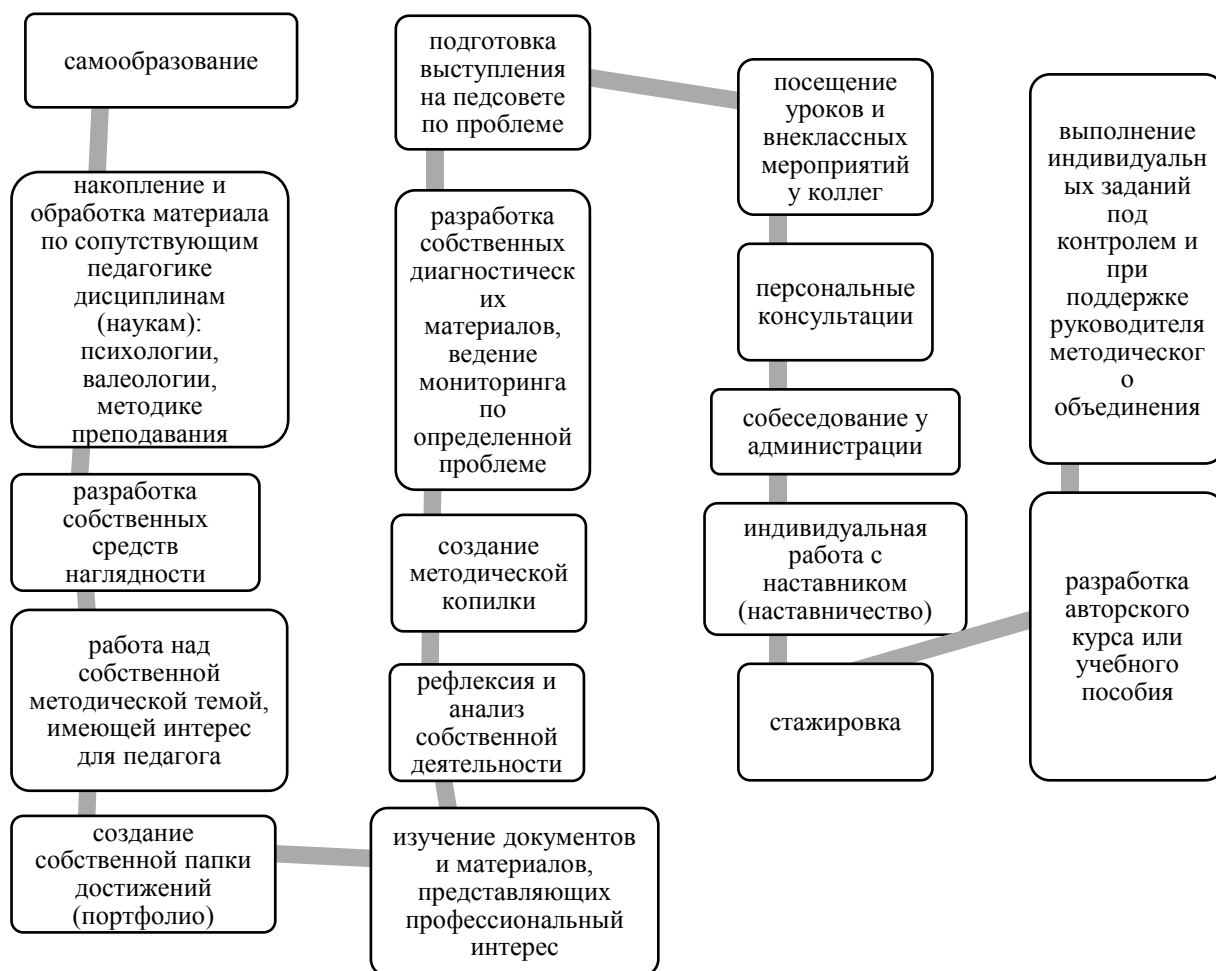 самообразование
накопление и
обработка материала
по сопутствующим
педагогике
дисциплинам
(наукам):
психологии,
валеологии,
методике
преподавания
разработка
собственных
средств
наглядности
работа над
собственной
методической темой,
имеющей интерес
для педагога
создание
собственной папки
достижений
(портфолио)
изучение документов
и материалов,
представляющих
профессиональный
интерес
рефлексия и
анализ
собственной
деятельности
создание
методической
копилки
разработка
собственных
диагностическ
их
материалов,
ведение
мониторинга
по
определенной
проблеме
подготовка
выступления
на педсовете
по проблеме
посещение
уроков и
внеклассных
мероприятий
у коллег
персональные
консультации
собеседование у
администрации
индивидуальная
работа с
наставником
(наставничество)
стажировка
разработка
авторского
курса или
учебного
пособия
выполнение
индивидуальн
ых заданий
под
контролем и
при
поддержке
руководителя
методическог
о
объединения